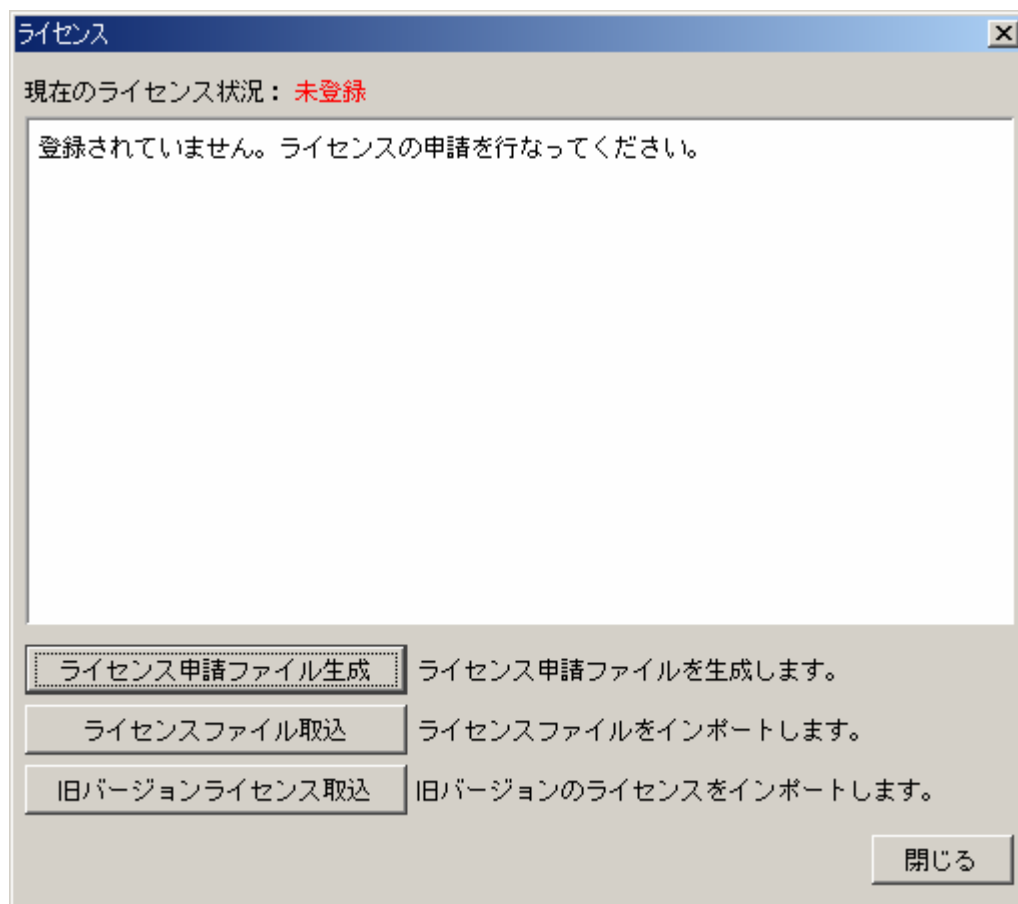 ライセンス
現在のライセンス状況： 未登録
登録されていません。ライセンスの申請を行なってください。
ライセンス申請ファイル生成 ライセンス申請ファイルを生成します。
ライセンスファイル取込 ライセンスファイルをインポートします。
旧バージョンライセンス取込 旧バージョンのライセンスをインポートします。
閉じる